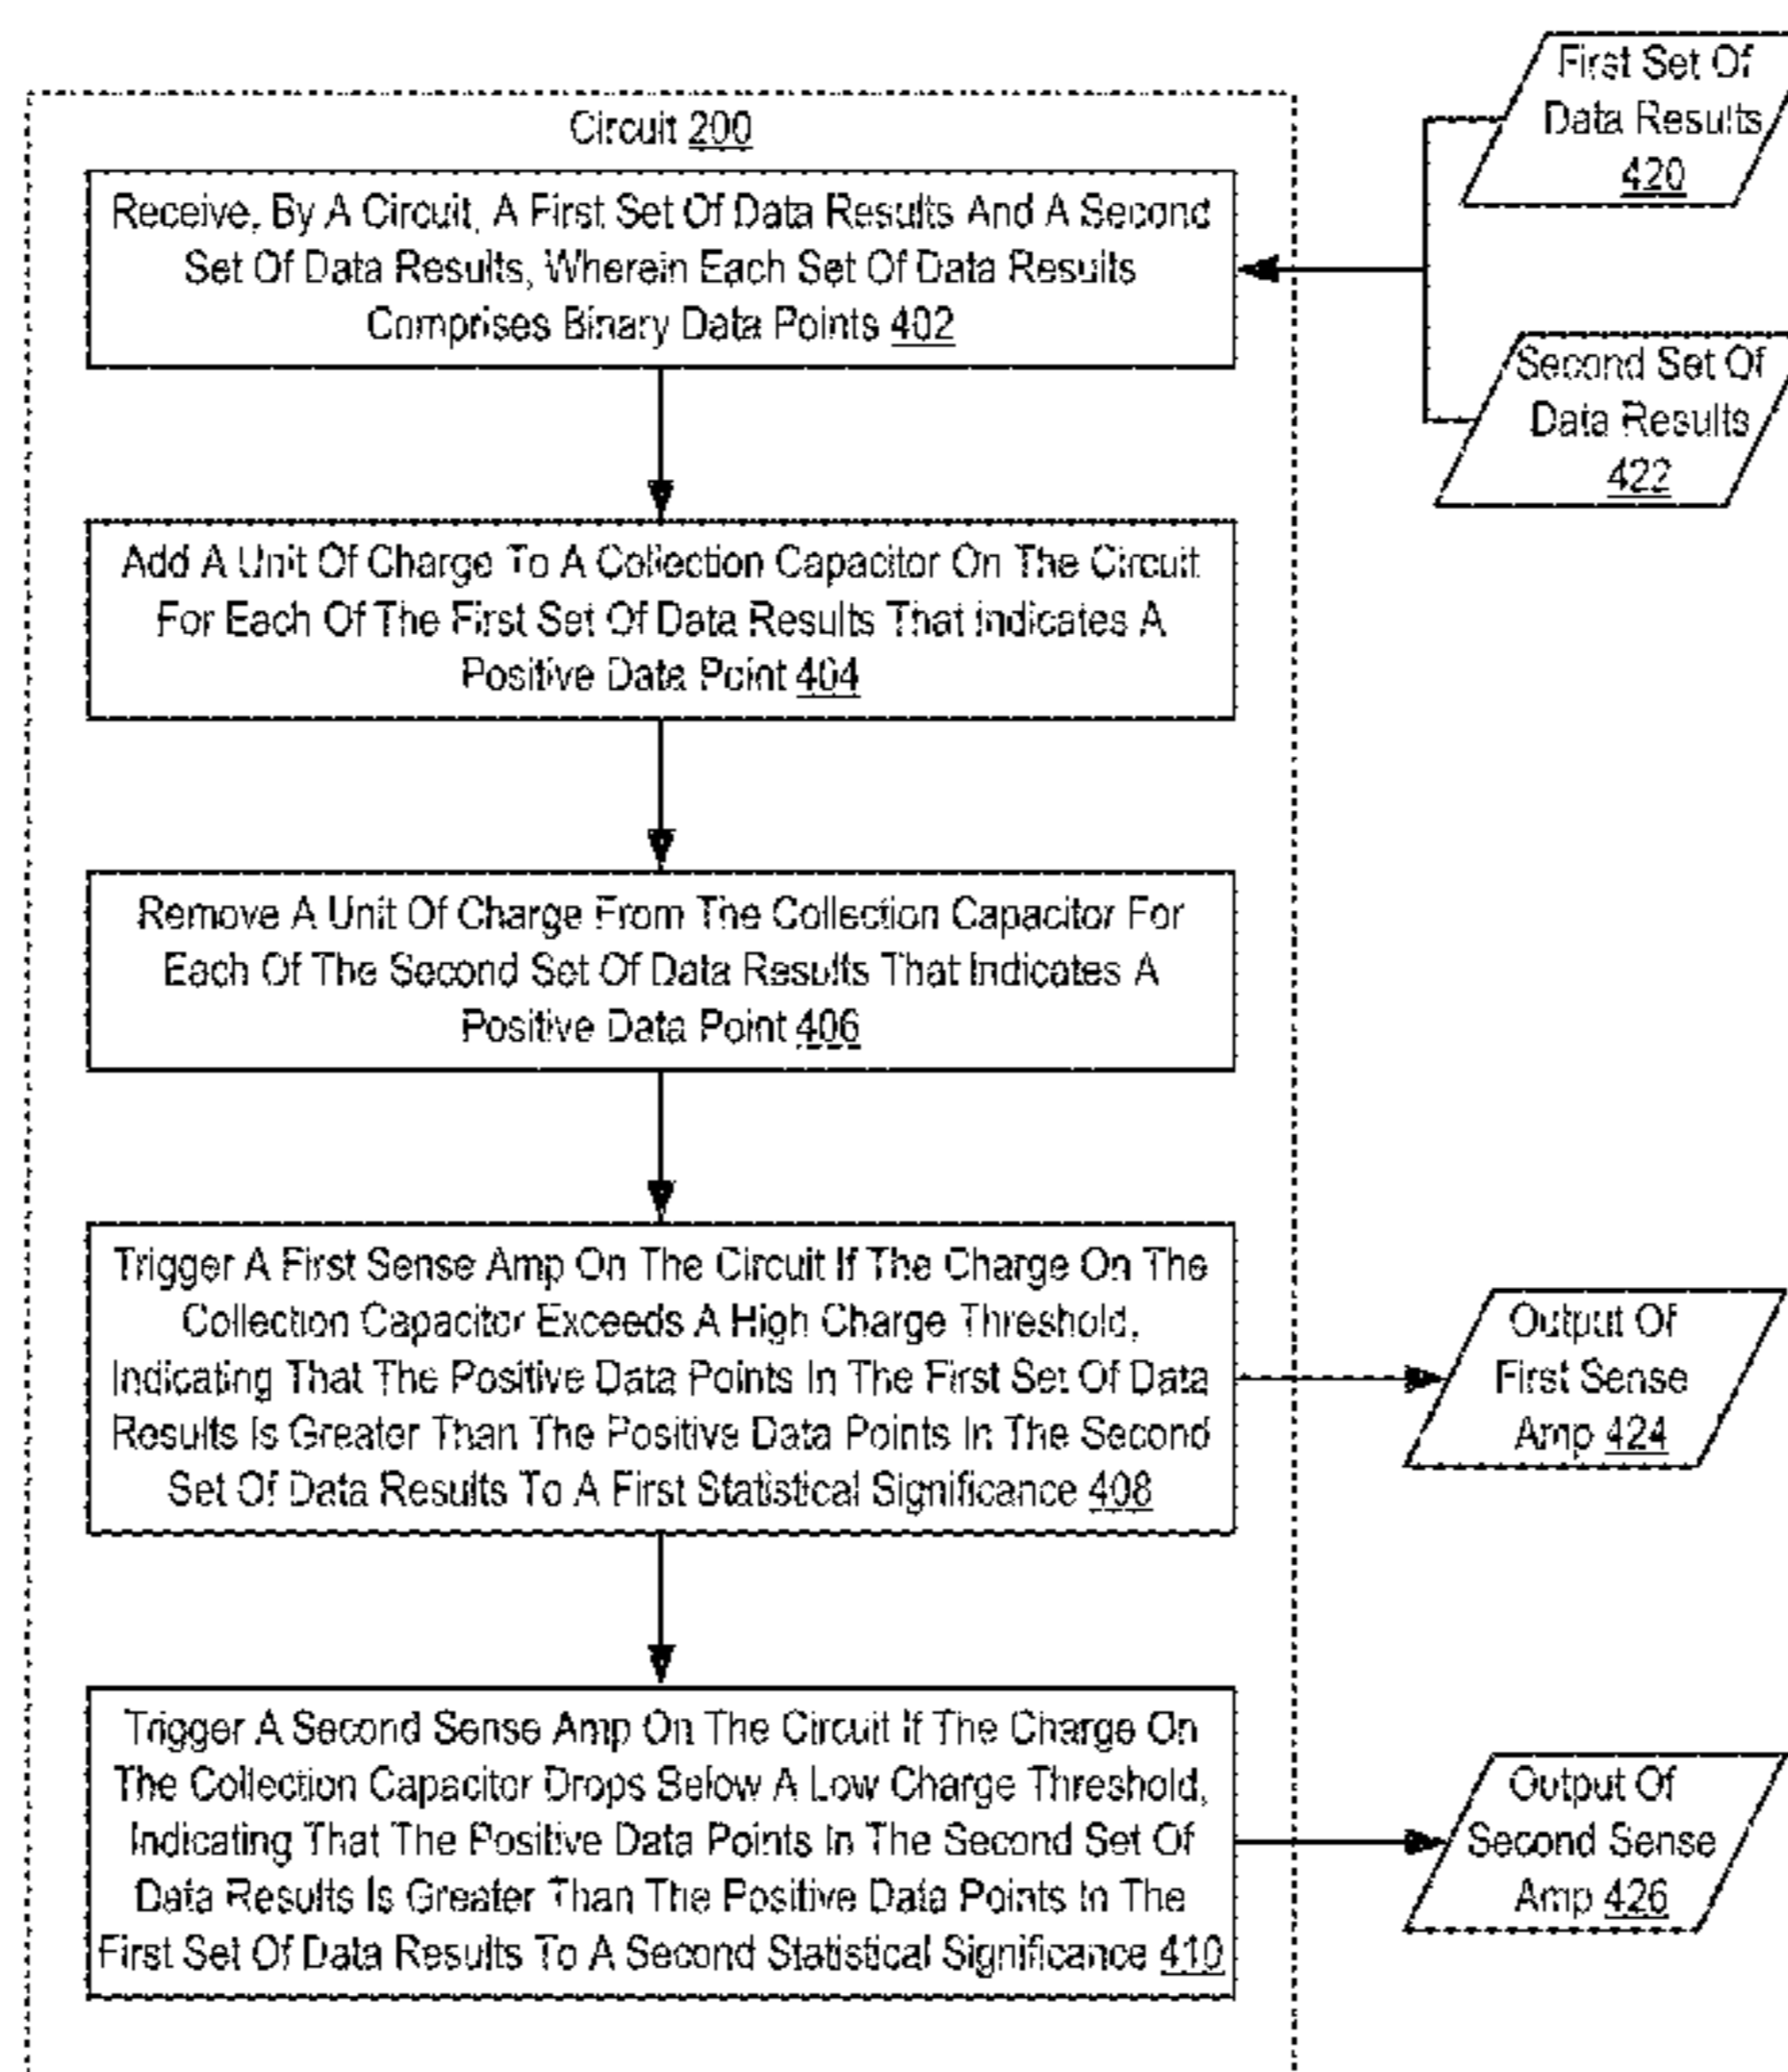 Circuit 200
First Set Of
Data Results
420
Second Set Of
Data Results
422
Receive, By A Circuit, A First Set Of Data Results And A Second
Set Of Data Results, Wherein Each Set Of Data Results
Comprises Binary Data Points 402
Add A Unit Of Charge To A Collection Capacitor On The Circuit
For Each Of The First Set Of Data Results That Indicates A
Positive Data Point 404
Remove A Unit Of Charge From The Collection Capacitor For
Each Of The Second Set Of Data Results That Indicates A
Positive Data Point 406
Trigger A First Sense Amp On The Circuit If The Charge On The
Collection Capacitor Exceeds A High Charge Threshold,
Indicating That The Positive Data Points In The First Set Of Data
Results Is Greater Than The Positive Data Points In The Second
Set Of Data Results To A First Statistical Significance 408
Output Of
First Sense
Amp 424
Trigger A Second Sense Amp On The Circuit If The Charge On
The Collection Capacitor Drops Below A Low Charge Threshold,
Indicating That The Positive Data Points In The Second Set Of
Data Results Is Greater Than The Positive Data Points In The
First Set Of Data Results To A Second Statistical Significance 410
Output Of
Second Sense
Amp 426